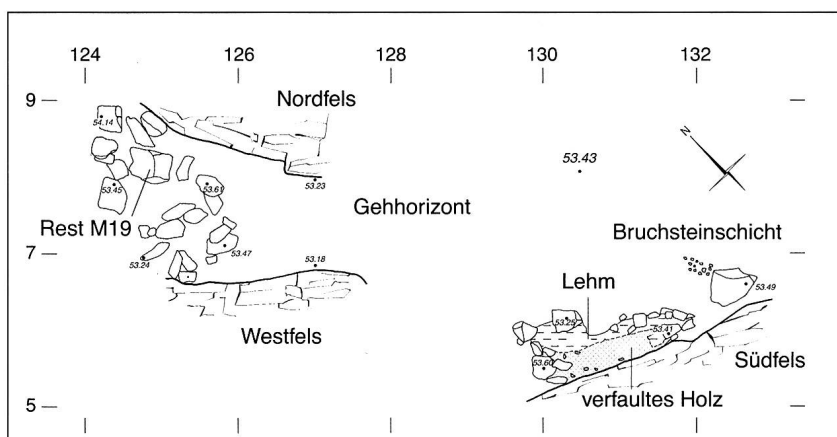 124 126 128 130 132
9
Nordfels
54.14
53.43
N
53.45
53.61
53.23
Gehhorizont
Rest M19
Bruchsteinschicht
7
53.24
53.47
53.18
Lehm
53.49
53.25
Westfels
53.41
Südfels
53.60
verfaultes Holz
5